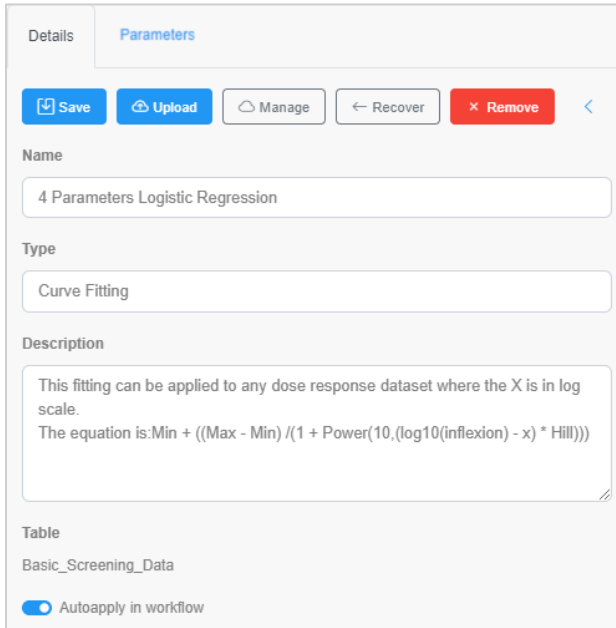 Details Parameters
Save Upload Manage Recover Remove
Name
4 Parameters Logistic Regression
Type
Curve Fitting
Description
This fitting can be applied to any dose response dataset where the X is in log
scale.
The equation is:Min + ((Max - Min) /(1 + Power(10,(log10(inflexion) - x) * Hill)))
Table
Basic_Screening_Data
Autoapply in workflow